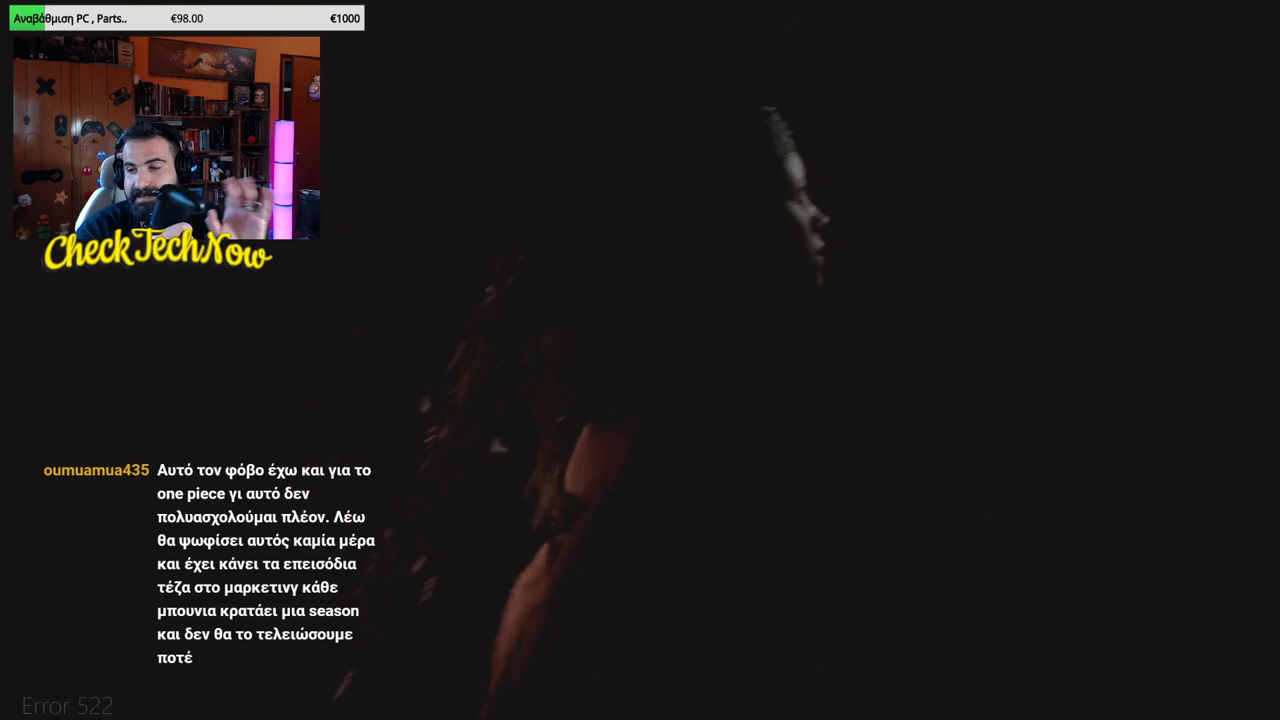 Αναβάθμιση PC , Parts.. €98.00 €1000
CheckTechNow
oumuamua435 Αυτό τον φόβο έχω και για το
one piece γι αυτό δεν
πολυασχολούμαι πλέον. Λέω
θα ψωφίσει αυτός καμία μέρα
και έχει κάνει τα επεισόδια
τέζα στο μαρκετινγ κάθε
μπουνια κρατάει μια season
και δεν θα το τελειώσουμε
ποτέ
Error 522